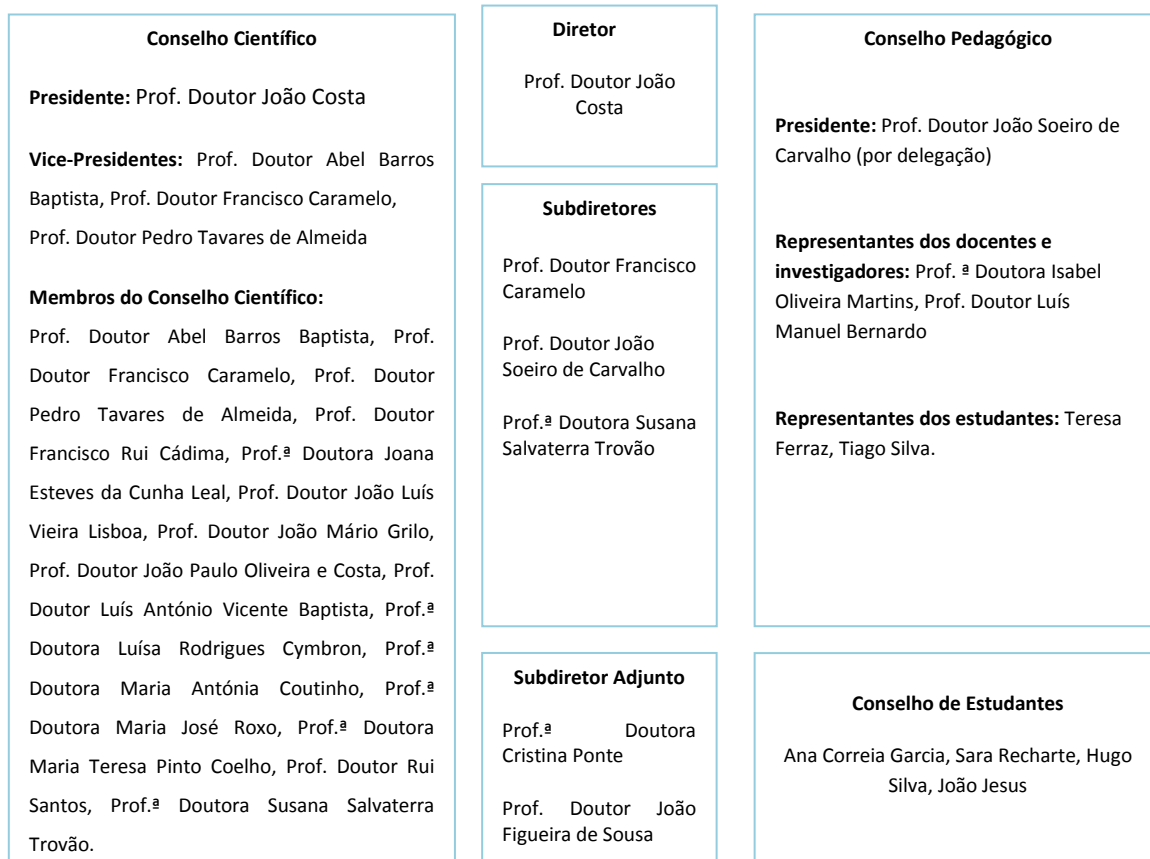 Conselho Científico
Presidente: Prof. Doutor João Costa
Vice-Presidentes: Prof. Doutor Abel Barros
Baptista, Prof. Doutor Francisco Caramelo,
Prof. Doutor Pedro Tavares de Almeida
Membros do Conselho Científico:
Prof. Doutor Abel Barros Baptista, Prof.
Doutor Francisco Caramelo, Prof. Doutor
Pedro Tavares de Almeida, Prof. Doutor
Francisco Rui Cádima, Prof.ª Doutora Joana
Esteves da Cunha Leal, Prof. Doutor João Luís
Vieira Lisboa, Prof. Doutor João Mário Grilo,
Prof. Doutor João Paulo Oliveira e Costa, Prof.
Doutor Luís António Vicente Baptista, Prof.ª
Doutora Luísa Rodrigues Cymbron, Prof.ª
Doutora Maria Antónia Coutinho, Prof.ª
Doutora Maria José Roxo, Prof.ª Doutora
Maria Teresa Pinto Coelho, Prof. Doutor Rui
Santos, Prof.ª Doutora Susana Salvaterra
Trovão.
Diretor
Prof. Doutor João
Costa
Subdiretores
Prof. Doutor Francisco
Caramelo
Prof. Doutor João
Soeiro de Carvalho
Prof.ª Doutora Susana
Salvaterra Trovão
Subdiretor Adjunto
Prof.ª Doutora
Cristina Ponte
Prof. Doutor João
Figueira de Sousa
Conselho Pedagógico
Presidente: Prof. Doutor João Soeiro de
Carvalho (por delegação)
Representantes dos docentes e
investigadores: Prof. ª Doutora Isabel
Oliveira Martins, Prof. Doutor Luís
Manuel Bernardo
Representantes dos estudantes: Teresa
Ferraz, Tiago Silva.
Conselho de Estudantes
Ana Correia Garcia, Sara Recharte, Hugo
Silva, João Jesus